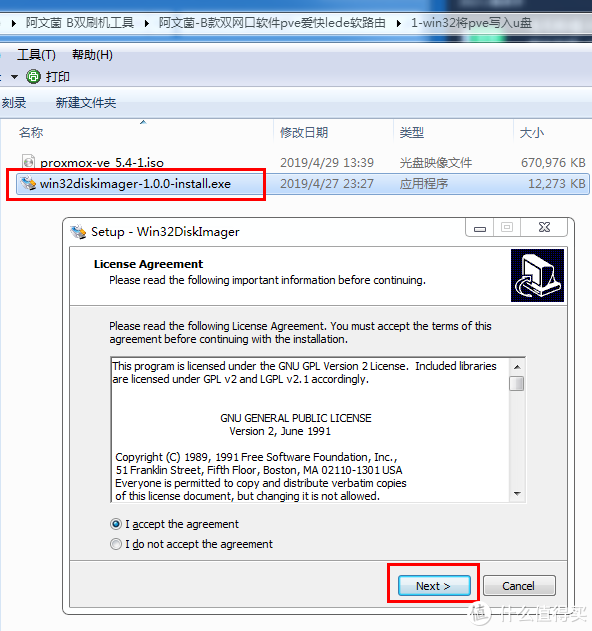 阿文菌 B双刷机工具 阿文菌-B款双网口软件pve爱快lede软路由 1-win32将pve写入u盘
工具(T) 帮助(H)
打印
刻录 新建文件夹
名称 修改日期 类型 大小
proxmox-ve_5.4-1.iso 2019/4/29 13:39 光盘映像文件 670,976 KB
win32diskimager-1.0.0-install.exe 2019/4/27 23:27 应用程序 12,273 KB
Setup - Win32DiskImager
License Agreement
Please read the following important information before continuing.
Please read the following License Agreement. You must accept the terms of this
agreement before continuing with the installation.
This program is licensed under the GNU GPL Version 2 License. Included libraries
are licensed under GPL v2 and LGPL v2.1 accordingly.
GNU GENERAL PUBLIC LICENSE
Version 2, June 1991
Copyright (C) 1989, 1991 Free Software Foundation, Inc.,
51 Franklin Street, Fifth Floor, Boston, MA 02110-1301 USA
Everyone is permitted to copy and distribute verbatim copies
of this license document, but changing it is not allowed.
I accept the agreement
I do not accept the agreement
Next > Cancel
值 什么值得买